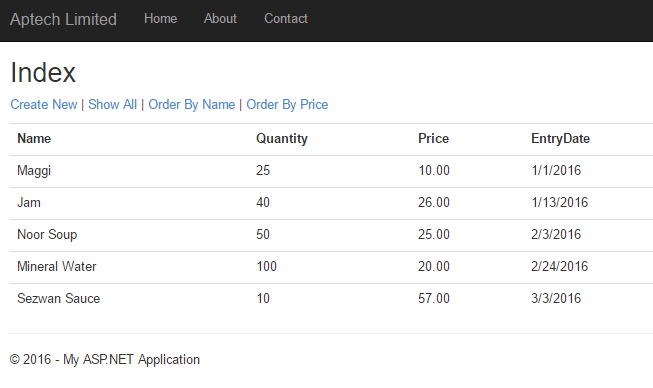 Aptech Limited Home About Contact
Index
Create New | Show All | Order By Name | Order By Price
Name Quantity Price EntryDate
Maggi 25 10.00 1/1/2016
Jam 40 26.00 1/13/2016
Noor Soup 50 25.00 2/3/2016
Mineral Water 100 20.00 2/24/2016
Sezwan Sauce 10 57.00 3/3/2016
© 2016 - My ASP.NET Application